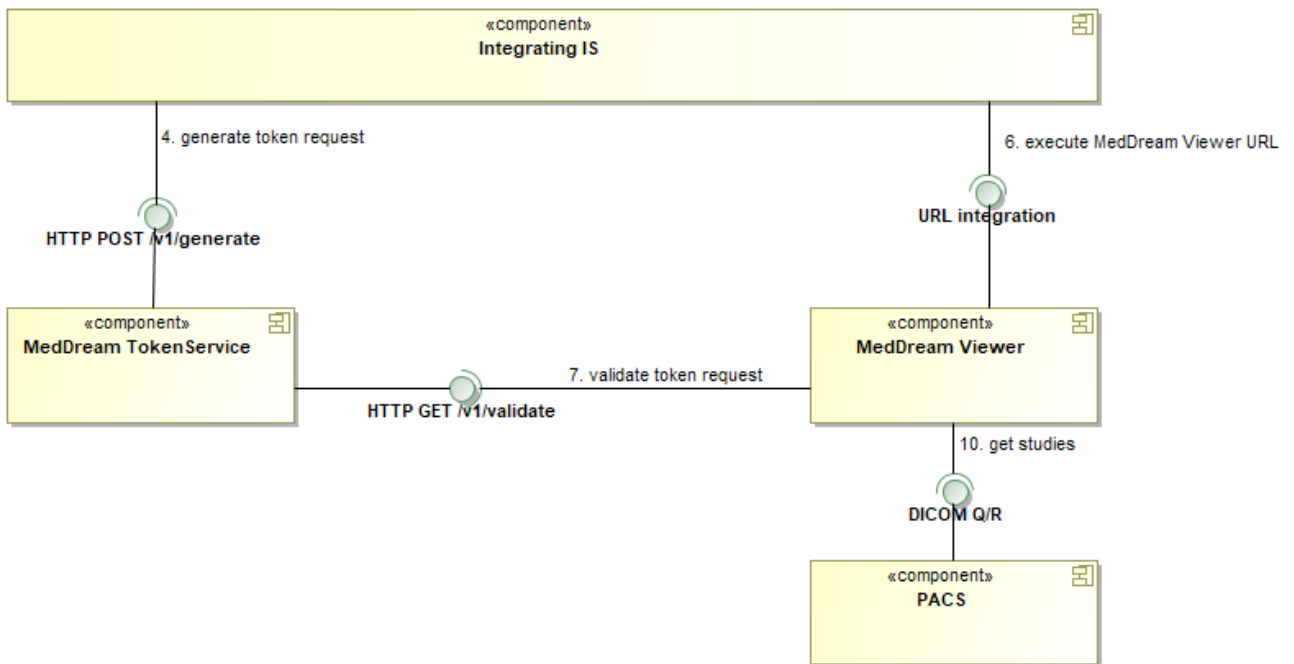 «component»
Integrating IS
4. generate token request
6. execute MedDream Viewer URL
URL integration
HTTP POST /v1/generate
«component»
MedDream TokenService
«component»
MedDream Viewer
7. validate token request
HTTP GET /v1/validate
10. get studies
DICOM Q/R
«component»
PACS